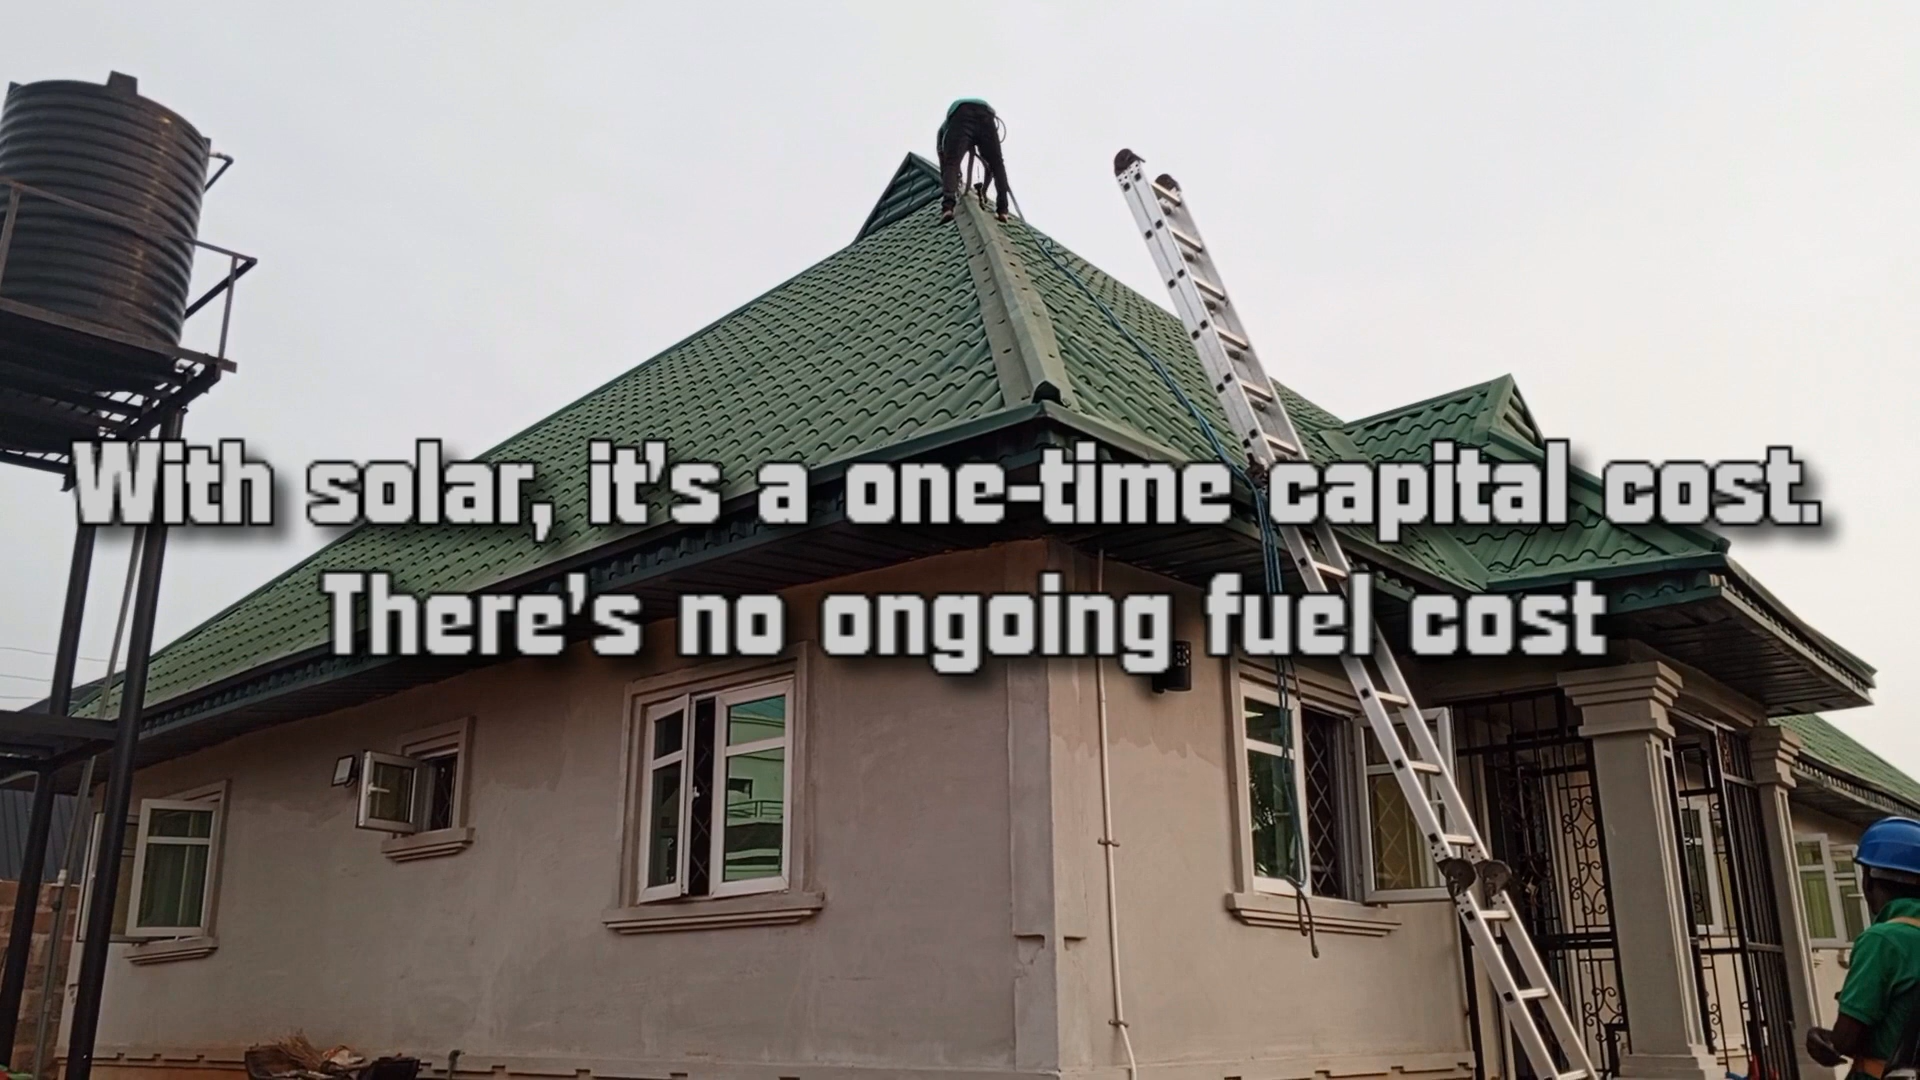 With solar, it's a one-time capital cost.
There's no ongoing fuel cost